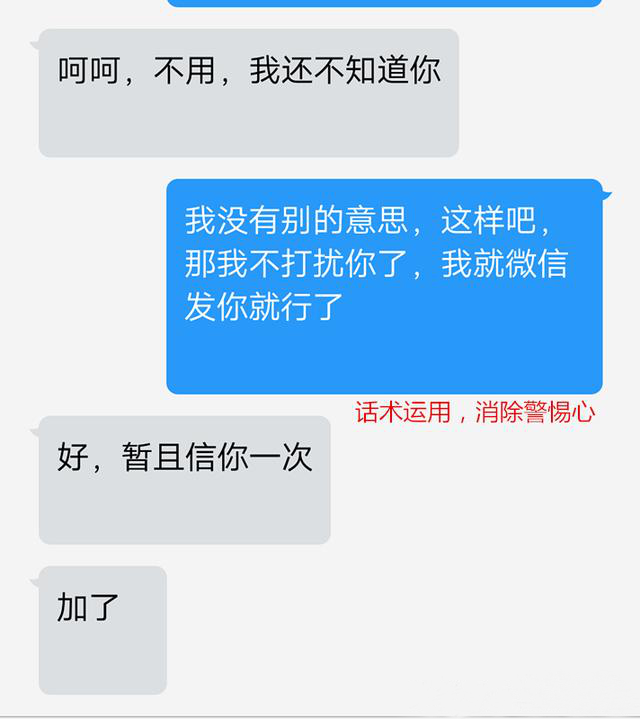 呵呵，不用，我还不知道你
我没有别的意思，这样吧，
那我不打扰你了，我就微信
发你就行了
话术运用，消除警惕心
好，暂且信你一次
加了